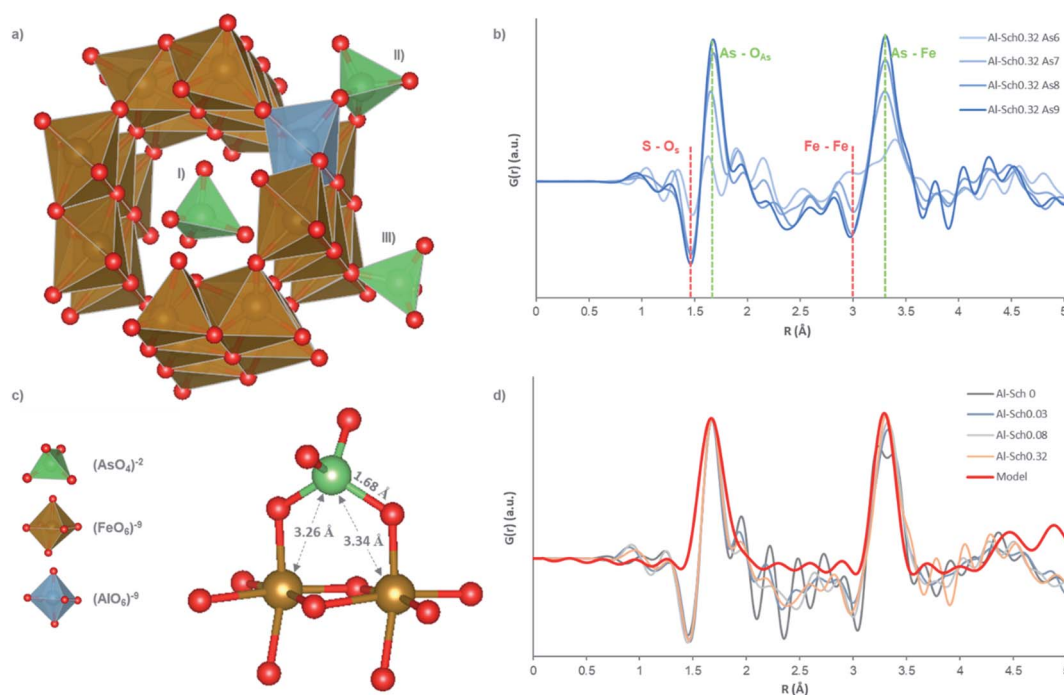 a)
II)
I)
III)
b)
Al-Sch0.32 As6
Al-Sch0.32 As7
Al-Sch0.32 As8
Al-Sch0.32 As9
As - O_As
As - Fe
S - O_s
Fe - Fe
G(r) (a.u.)
0 0.5 1 1.5 2 2.5 3 3.5 4 4.5 5
R (Å)
c)
(AsO₄)⁻²
(FeO₆)⁻⁹
(AlO₆)⁻⁹
1.68 Å
3.26 Å
3.34 Å
d)
Al-Sch 0
Al-Sch0.03
Al-Sch0.08
Al-Sch0.32
Model
G(r) (a.u.)
0 0.5 1 1.5 2 2.5 3 3.5 4 4.5 5
R (Å)